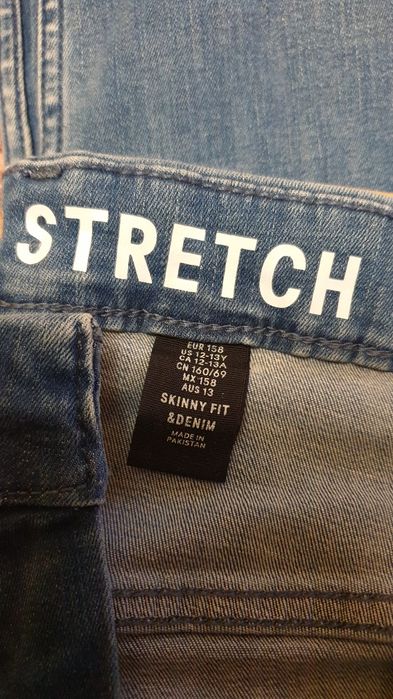 STRETCH
EUR 158
US 12-13Y
CA 12-13A
CN 160/69
MX 158
AUS 13
SKINNY FIT
&DENIM
MADE IN
PAKISTAN